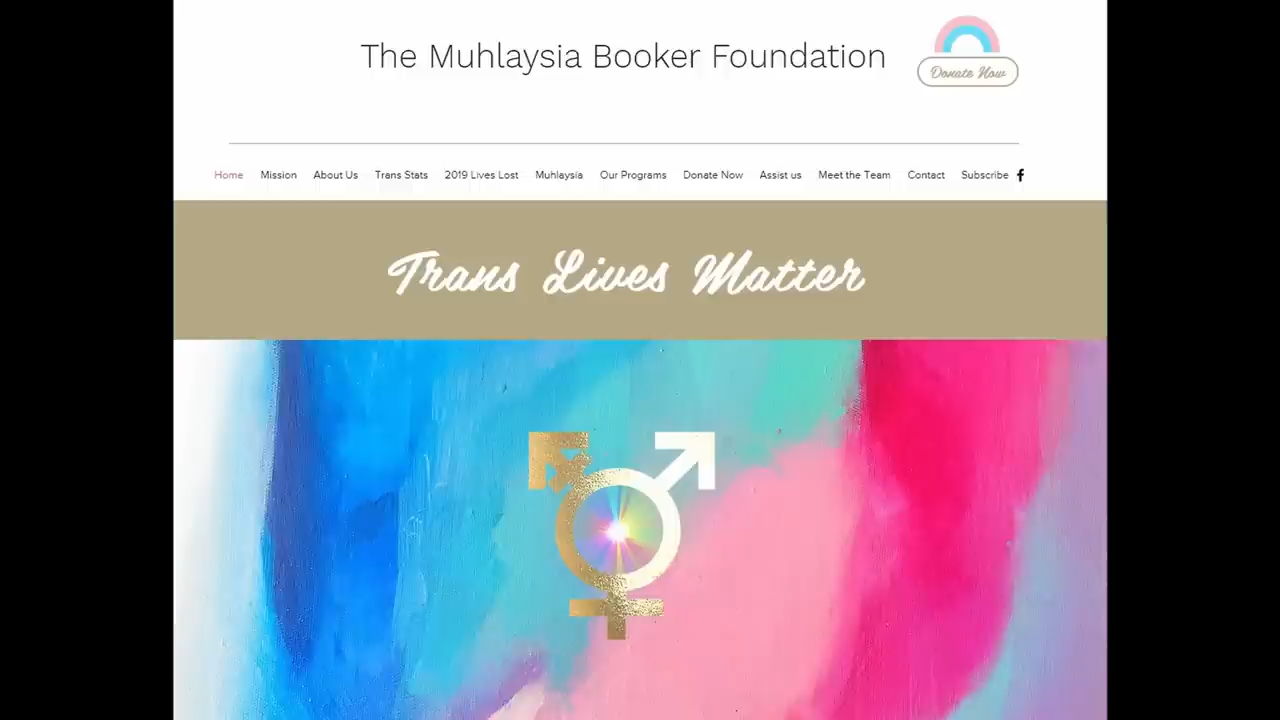 The Muhlaysia Booker Foundation
Donate Now
Home Mission About Us Trans Stats 2019 Lives Lost Muhlaysia Our Programs Donate Now Assist us Meet the Team Contact Subscribe
Trans Lives Matter